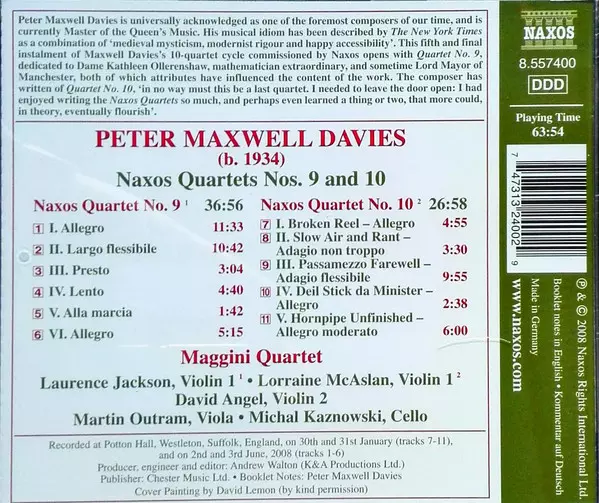 Peter Maxwell Davies is universally acknowledged as one of the foremost composers of our time, and is
currently Master of the Queen's Music. His musical idiom has been described by The New York Times
as a combination of 'medieval mysticism, modernist rigour and happy accessibility'. This fifth and final
instalment of Maxwell Davies's 10-quartet cycle commissioned by Naxos opens with Quartet No. 9,
dedicated to Dame Kathleen Ollerenshaw, mathematician extraordinary, and sometime Lord Mayor of
Manchester, both of which attributes have influenced the content of the work. The composer has
written of Quartet No. 10, 'in no way must this be a last quartet. I needed to leave the door open: I had
enjoyed writing the Naxos Quartets so much, and perhaps even learned a thing or two, that more could,
in theory, eventually flourish'.
PETER MAXWELL DAVIES
(b. 1934)
Naxos Quartets Nos. 9 and 10
Naxos Quartet No. 9 ¹ 36:56
1 I. Allegro 11:33
2 II. Largo flessibile 10:42
3 III. Presto 3:04
4 IV. Lento 4:40
5 V. Alla marcia 1:42
6 VI. Allegro 5:15
Naxos Quartet No. 10 ² 26:58
7 I. Broken Reel – Allegro 4:55
8 II. Slow Air and Rant –
Adagio non troppo 3:30
9 III. Passamezzo Farewell –
Adagio flessibile 9:55
10 IV. Deil Stick da Minister –
Allegro 2:38
11 V. Hornpipe Unfinished –
Allegro moderato 6:00
Maggini Quartet
Laurence Jackson, Violin 1 ¹ • Lorraine McAslan, Violin 1 ²
David Angel, Violin 2
Martin Outram, Viola • Michal Kaznowski, Cello
Recorded at Potton Hall, Westleton, Suffolk, England, on 30th and 31st January (tracks 7-11),
and on 2nd and 3rd June, 2008 (tracks 1-6)
Producer, engineer and editor: Andrew Walton (K&A Productions Ltd.)
Publisher: Chester Music Ltd. • Booklet Notes: Peter Maxwell Davies
Cover Painting by David Lemon (by kind permission)
NAXOS
8.557400
DDD
Playing Time
63:54
7 47313 24002 9
www.naxos.com
Made in Germany
Booklet notes in English • Kommentar auf Deutsch
℗ & © 2008 Naxos Rights International Ltd.